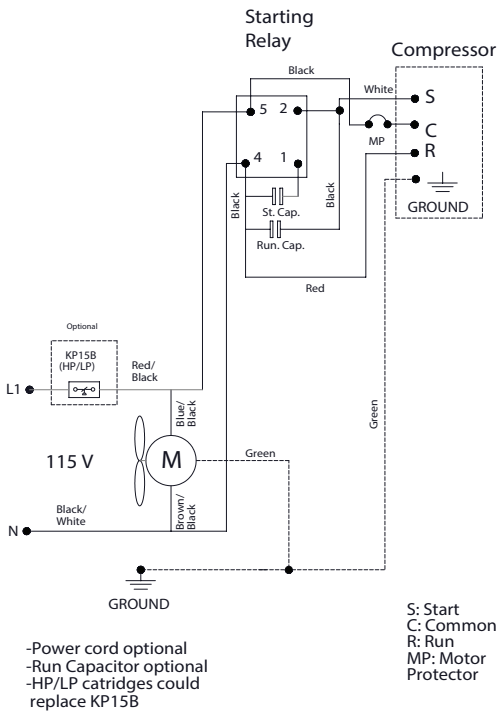 Starting
Relay
Compressor
Black
White
S
5 2
C
MP
R
4 1
Black
St. Cap.
Black
GROUND
Run. Cap.
Red
Optional
KP15B
(HP/LP)
Red/
Black
L1
Blue/
Black
Green
115 V
M
Green
Black/
White
Brown/
Black
N
GROUND
S: Start
C: Common
R: Run
MP: Motor
Protector
-Power cord optional
-Run Capacitor optional
-HP/LP catridges could
replace KP15B